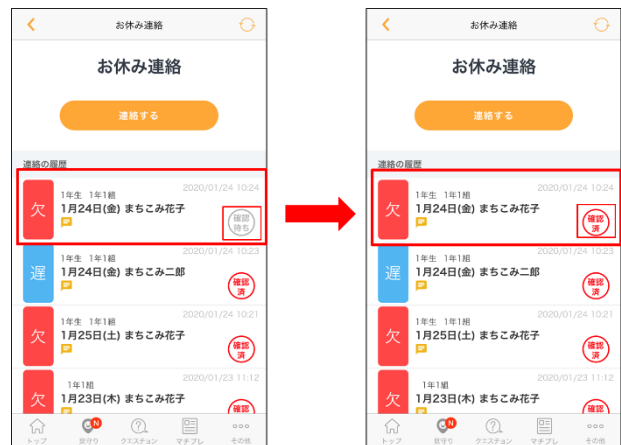 お休み連絡
お休み連絡
連絡する
連絡の履歴
2020/01/24 10:24
欠
1年生 1年1組
1月24日(金) まちこみ花子
確認
待ち
2020/01/24 10:23
遅
1年生 1年1組
1月24日(金) まちこみ二郎
確認
済
2020/01/24 10:21
欠
1年生 1年1組
1月25日(土) まちこみ花子
確認
済
2020/01/23 11:12
欠
1年1組
1月23日(木) まちこみ花子
確認
N
トップ 見守り クエスチョン マチプレ その他
お休み連絡
お休み連絡
連絡する
連絡の履歴
2020/01/24 10:24
欠
1年生 1年1組
1月24日(金) まちこみ花子
確認
済
2020/01/24 10:23
遅
1年生 1年1組
1月24日(金) まちこみ二郎
確認
済
2020/01/24 10:21
欠
1年生 1年1組
1月25日(土) まちこみ花子
確認
済
2020/01/23 11:12
欠
1年1組
1月23日(木) まちこみ花子
確認
N
トップ 見守り クエスチョン マチプレ その他